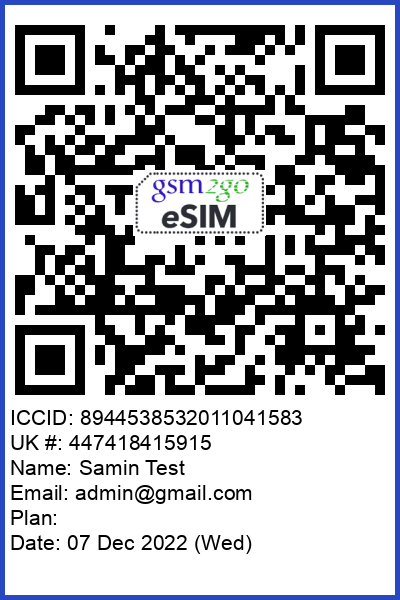 gsm2go
eSIM
ICCID: 8944538532011041583
UK #: 447418415915
Name: Samin Test
Email: admin@gmail.com
Plan:
Date: 07 Dec 2022 (Wed)